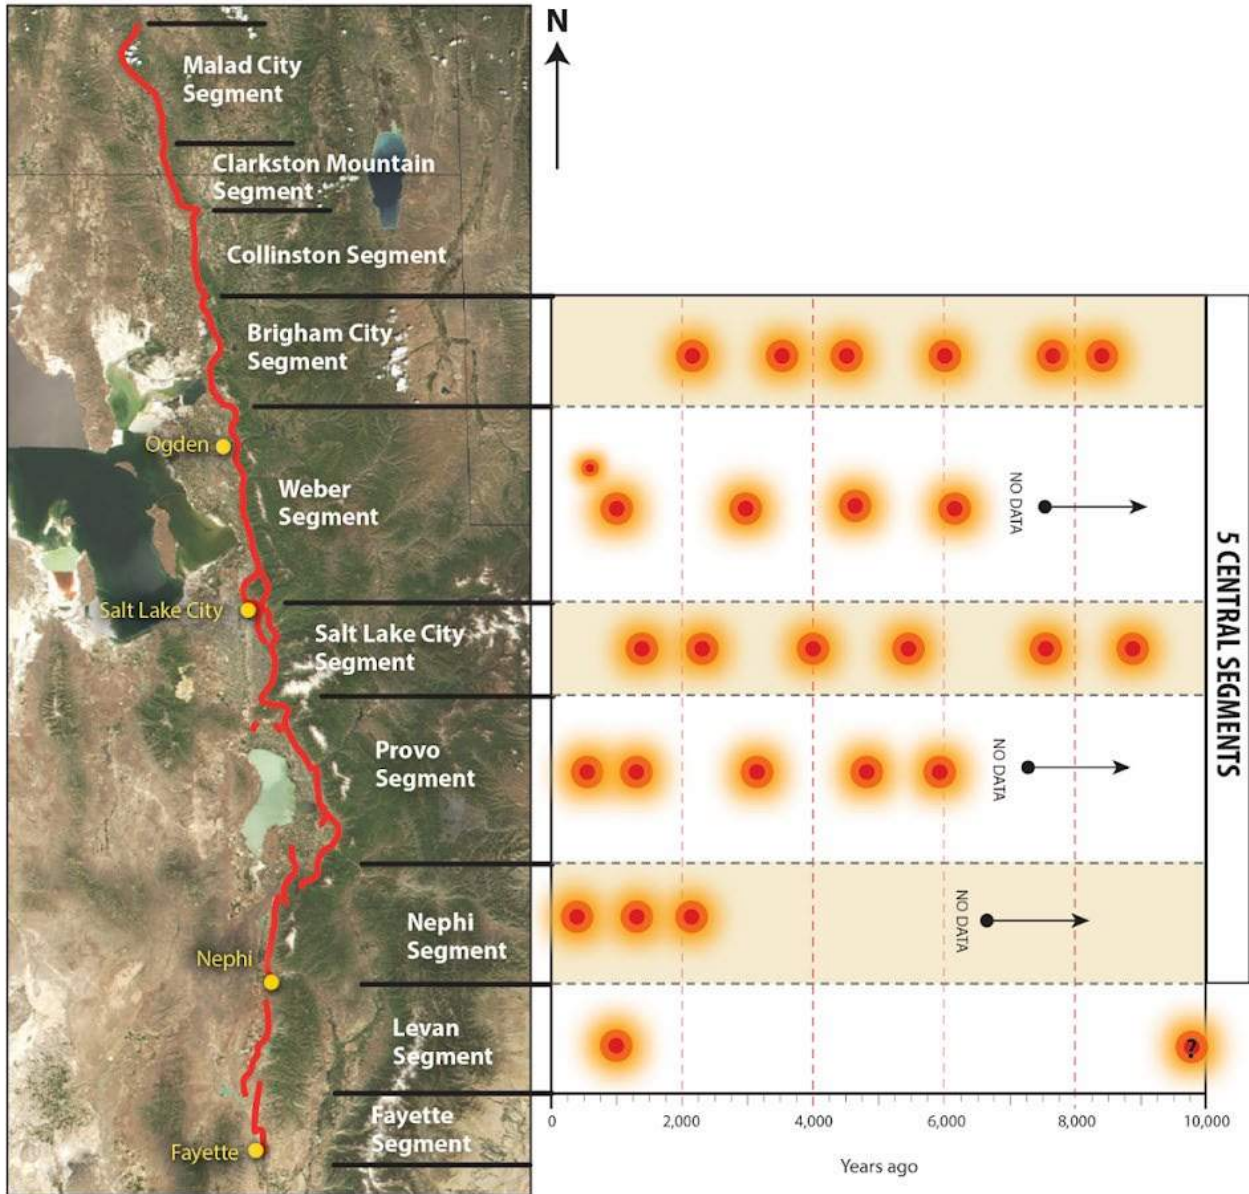 N
Malad City
Segment
Clarkston Mountain
Segment
Collinston Segment
Brigham City
Segment
Ogden
Weber
Segment
NO DATA
Salt Lake City
Salt Lake City
Segment
Provo
Segment
NO DATA
Nephi
Segment
NO DATA
Nephi
Levan
Segment
?
Fayette
Segment
Fayette
5 CENTRAL SEGMENTS
0
2,000
4,000
6,000
8,000
10,000
Years ago